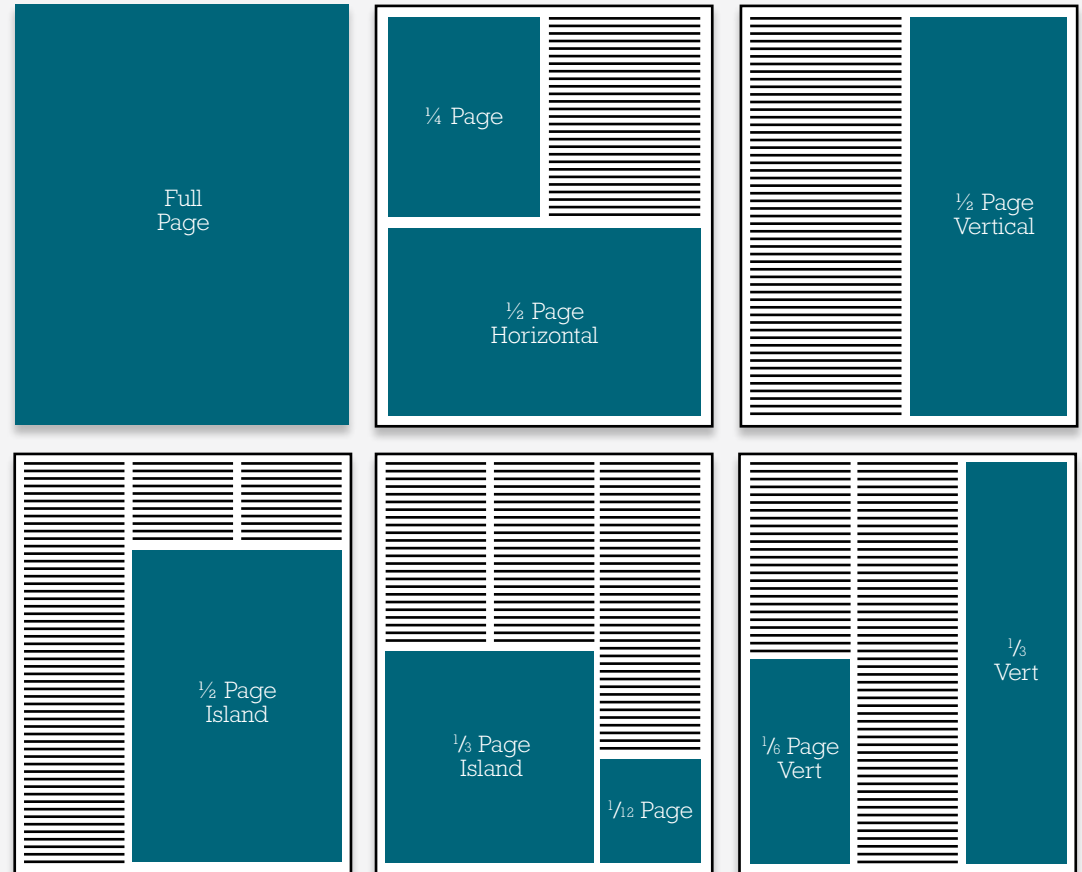 Full
Page
¼ Page
½ Page
Horizontal
½ Page
Vertical
½ Page
Island
1/3 Page
Island
1/12 Page
1/6 Page
Vert
1/3
Vert